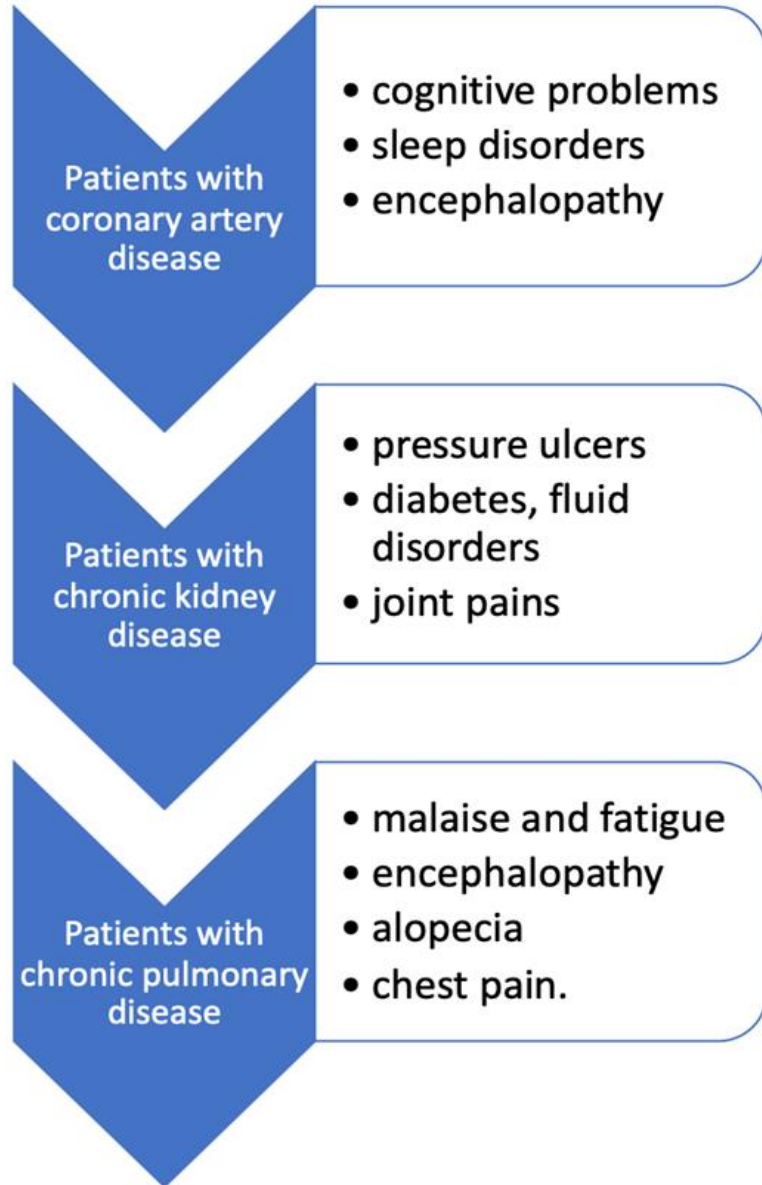 Patients with
coronary artery
disease
• cognitive problems
• sleep disorders
• encephalopathy
Patients with
chronic kidney
disease
• pressure ulcers
• diabetes, fluid
disorders
• joint pains
Patients with
chronic pulmonary
disease
• malaise and fatigue
• encephalopathy
• alopecia
• chest pain.